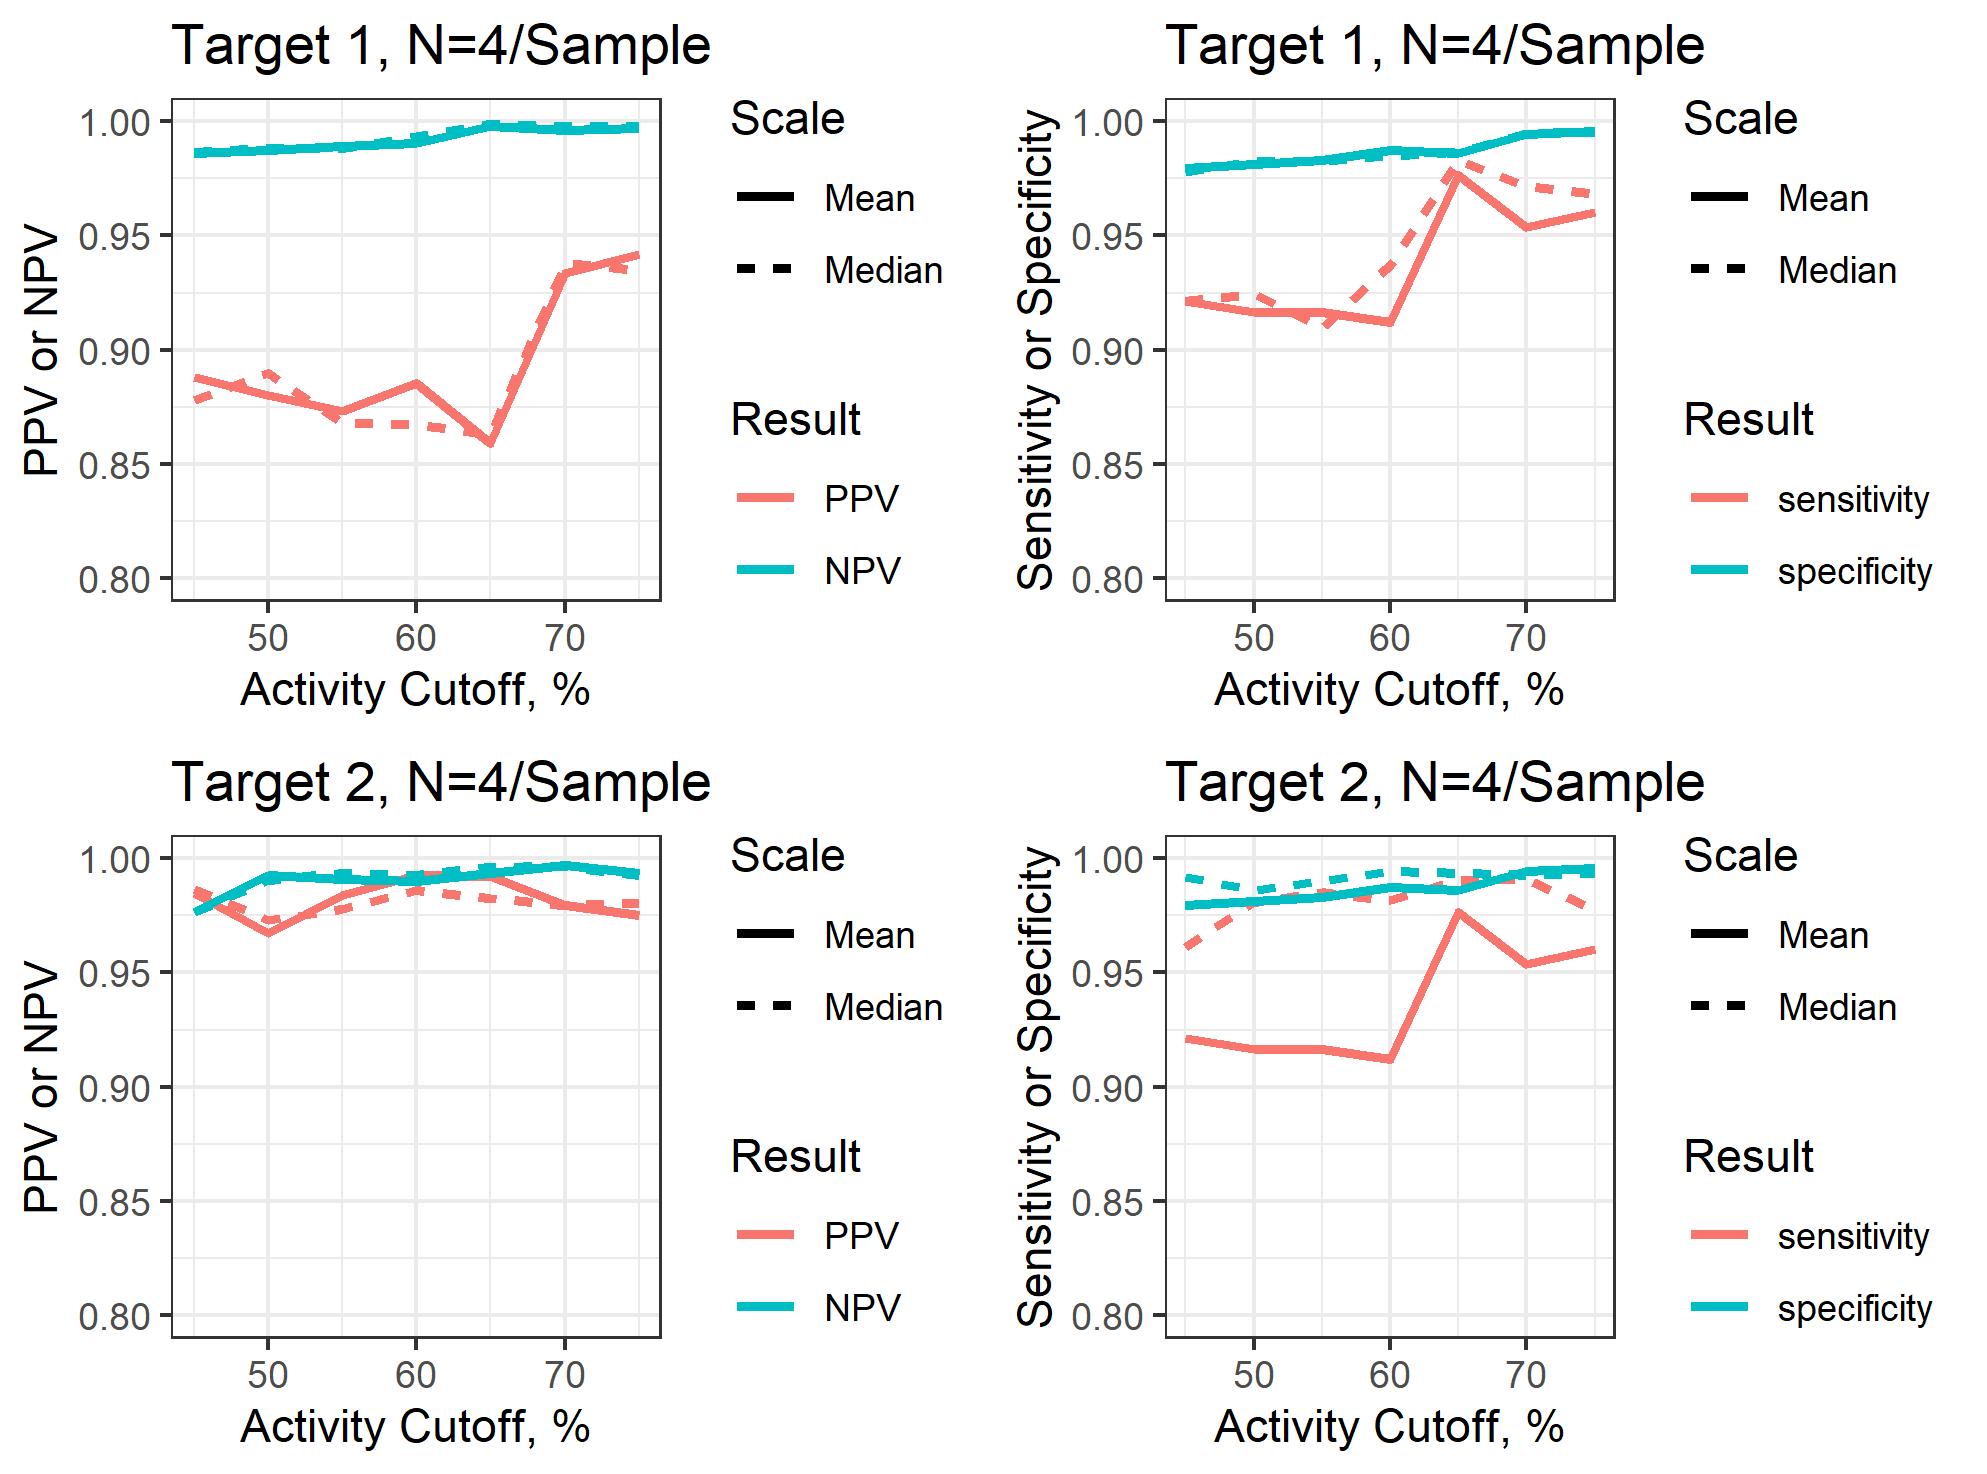 Target 1, N=4/Sample
PPV or NPV
1.00
0.95
0.90
0.85
0.80
50 60 70
Activity Cutoff, %
Scale
Mean
Median
Result
PPV
NPV
Target 1, N=4/Sample
Sensitivity or Specificity
1.00
0.95
0.90
0.85
0.80
50 60 70
Activity Cutoff, %
Scale
Mean
Median
Result
sensitivity
specificity
Target 2, N=4/Sample
PPV or NPV
1.00
0.95
0.90
0.85
0.80
50 60 70
Activity Cutoff, %
Scale
Mean
Median
Result
PPV
NPV
Target 2, N=4/Sample
Sensitivity or Specificity
1.00
0.95
0.90
0.85
0.80
50 60 70
Activity Cutoff, %
Scale
Mean
Median
Result
sensitivity
specificity